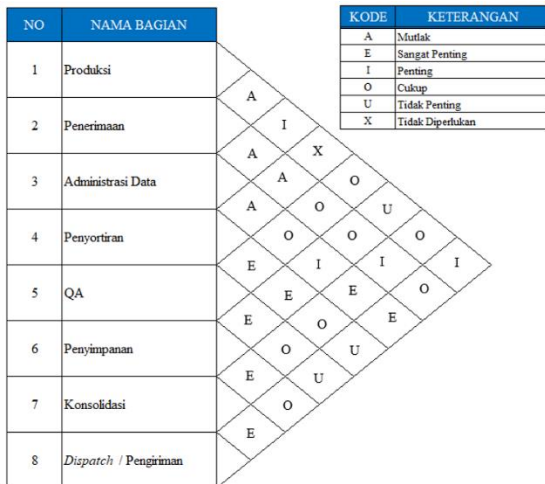 NO NAMA BAGIAN
KODE KETERANGAN
A Mutlak
E Sangat Penting
I Penting
O Cukup
U Tidak Penting
X Tidak Diperlukan
1 Produksi
A
I
2 Penerimaan
A X
A O
3 Administrasi Data
A O U
4 Penyortiran
O O O
E I I I
5 QA
E E O
E O E
6 Penyimpanan
O U
E U
7 Konsolidasi
O
E
8 Dispatch / Pengiriman